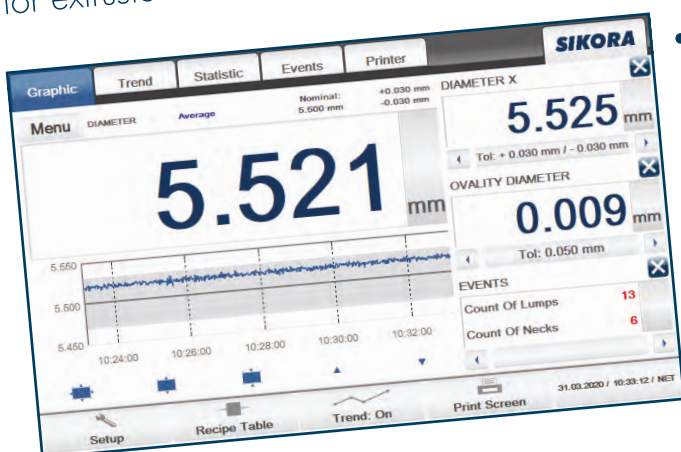 for extrusion
SIKORA
Graphic Trend Statistic Events Printer
Menu DIAMETER Average Nominal: 5.500 mm +0.030 mm -0.030 mm
5.521 mm
5.550
5.500
5.450
10:24:00 10:26:00 10:28:00 10:30:00 10:32:00
DIAMETER X
5.525 mm
Tol: + 0.030 mm / - 0.030 mm
OVALITY DIAMETER
0.009 mm
Tol: 0.050 mm
EVENTS
Count Of Lumps 13
Count Of Necks 6
Setup Recipe Table Trend: On Print Screen 31.03.2020 / 10:33:12 / NET